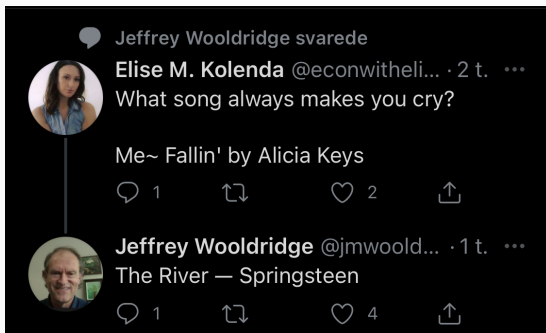 Jeffrey Wooldridge svarede
Elise M. Kolenda @econwitheli... · 2 t.
What song always makes you cry?
Me~ Fallin' by Alicia Keys
1 2
Jeffrey Wooldridge @jmwoold... · 1 t.
The River — Springsteen
1 4